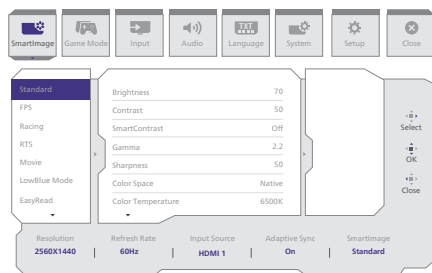 SmartImage
Game Mode
Input
Audio
TXT
Language
System
Setup
Close
Standard
FPS
Racing
RTS
Movie
LowBlue Mode
EasyRead
Brightness 70
Contrast 50
SmartContrast Off
Gamma 2.2
Sharpness 50
Color Space Native
Color Temperature 6500K
Select
OK
Close
Resolution Refresh Rate Input Source Adaptive Sync SmartImage
2560X1440 60Hz HDMI 1 On Standard